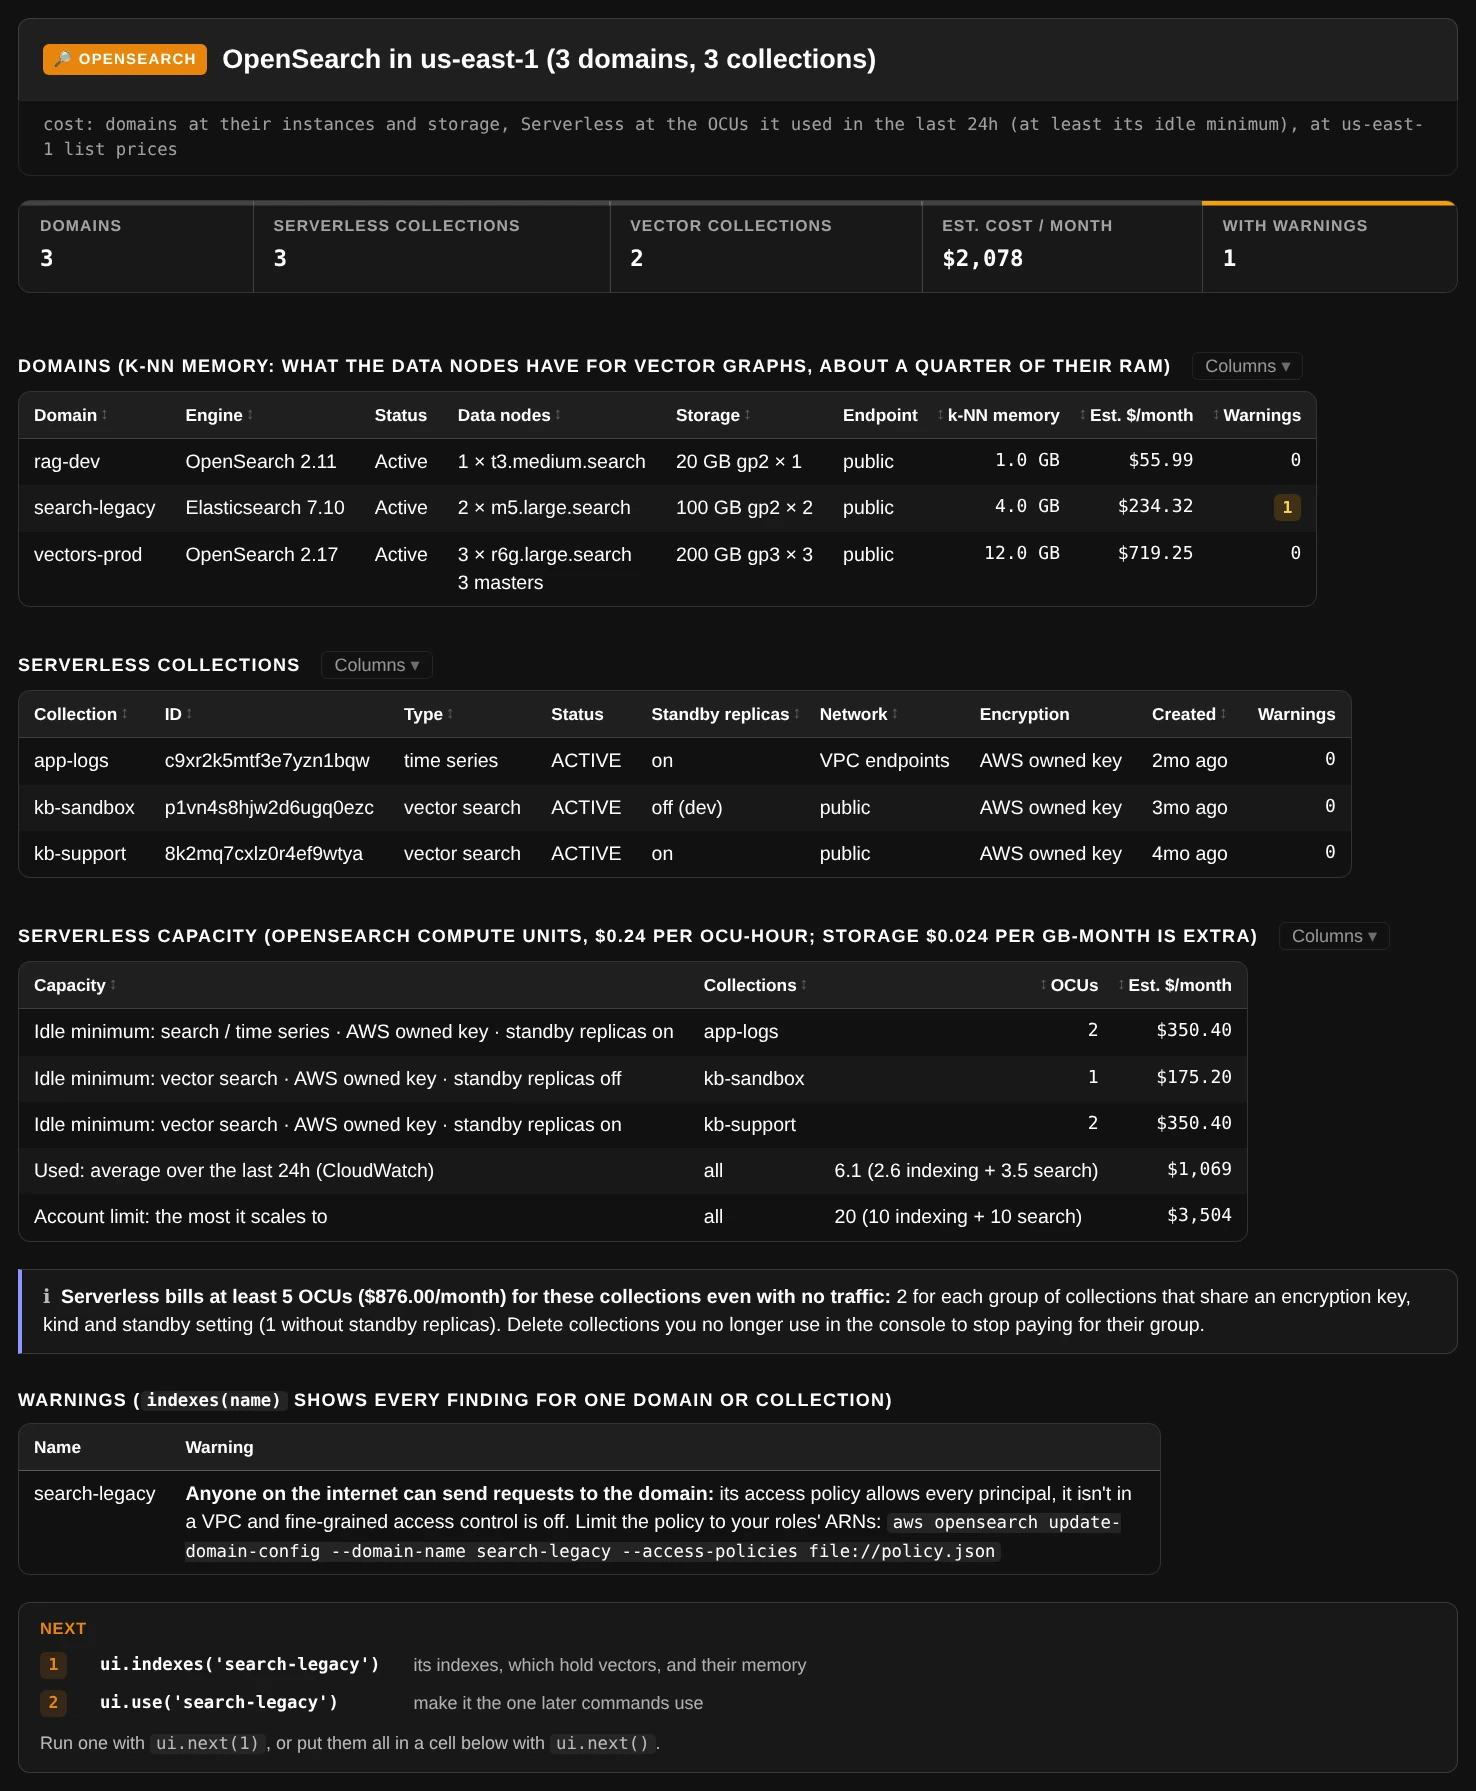 🔎 OPENSEARCH OpenSearch in us-east-1 (3 domains, 3 collections)
cost: domains at their instances and storage, Serverless at the OCUs it used in the last 24h (at least its idle minimum), at us-east-
1 list prices
DOMAINS SERVERLESS COLLECTIONS VECTOR COLLECTIONS EST. COST / MONTH WITH WARNINGS
3 3 2 $2,078 1
DOMAINS (K-NN MEMORY: WHAT THE DATA NODES HAVE FOR VECTOR GRAPHS, ABOUT A QUARTER OF THEIR RAM) Columns ▾
Domain ↕ Engine ↕ Status Data nodes ↕ Storage ↕ Endpoint ↕ k-NN memory ↕ Est. $/month ↕ Warnings
rag-dev OpenSearch 2.11 Active 1 × t3.medium.search 20 GB gp2 × 1 public 1.0 GB $55.99 0
search-legacy Elasticsearch 7.10 Active 2 × m5.large.search 100 GB gp2 × 2 public 4.0 GB $234.32 1
vectors-prod OpenSearch 2.17 Active 3 × r6g.large.search 200 GB gp3 × 3 public 12.0 GB $719.25 0
3 masters
SERVERLESS COLLECTIONS Columns ▾
Collection ↕ ID ↕ Type ↕ Status Standby replicas ↕ Network ↕ Encryption Created ↕ Warnings
app-logs c9xr2k5mtf3e7yzn1bqw time series ACTIVE on VPC endpoints AWS owned key 2mo ago 0
kb-sandbox p1vn4s8hjw2d6ugq0ezc vector search ACTIVE off (dev) public AWS owned key 3mo ago 0
kb-support 8k2mq7cxlz0r4ef9wtya vector search ACTIVE on public AWS owned key 4mo ago 0
SERVERLESS CAPACITY (OPENSEARCH COMPUTE UNITS, $0.24 PER OCU-HOUR; STORAGE $0.024 PER GB-MONTH IS EXTRA) Columns ▾
Capacity ↕ Collections ↕ ↕ OCUs ↕ Est. $/month
Idle minimum: search / time series · AWS owned key · standby replicas on app-logs 2 $350.40
Idle minimum: vector search · AWS owned key · standby replicas off kb-sandbox 1 $175.20
Idle minimum: vector search · AWS owned key · standby replicas on kb-support 2 $350.40
Used: average over the last 24h (CloudWatch) all 6.1 (2.6 indexing + 3.5 search) $1,069
Account limit: the most it scales to all 20 (10 indexing + 10 search) $3,504
ℹ Serverless bills at least 5 OCUs ($876.00/month) for these collections even with no traffic: 2 for each group of collections that share an encryption key,
kind and standby setting (1 without standby replicas). Delete collections you no longer use in the console to stop paying for their group.
WARNINGS (indexes(name) SHOWS EVERY FINDING FOR ONE DOMAIN OR COLLECTION)
Name Warning
search-legacy Anyone on the internet can send requests to the domain: its access policy allows every principal, it isn't in
a VPC and fine-grained access control is off. Limit the policy to your roles' ARNs: aws opensearch update-
domain-config --domain-name search-legacy --access-policies file://policy.json
NEXT
1 ui.indexes('search-legacy') its indexes, which hold vectors, and their memory
2 ui.use('search-legacy') make it the one later commands use
Run one with ui.next(1), or put them all in a cell below with ui.next().